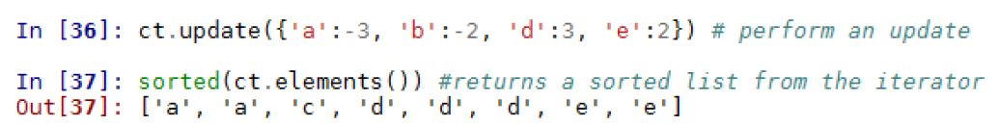 In [36]: ct.update({'a':-3, 'b':-2, 'd':3, 'e':2}) # perform an update
In [37]: sorted(ct.elements()) #returns a sorted list from the iterator
Out[37]: ['a', 'a', 'c', 'd', 'd', 'd', 'e', 'e']